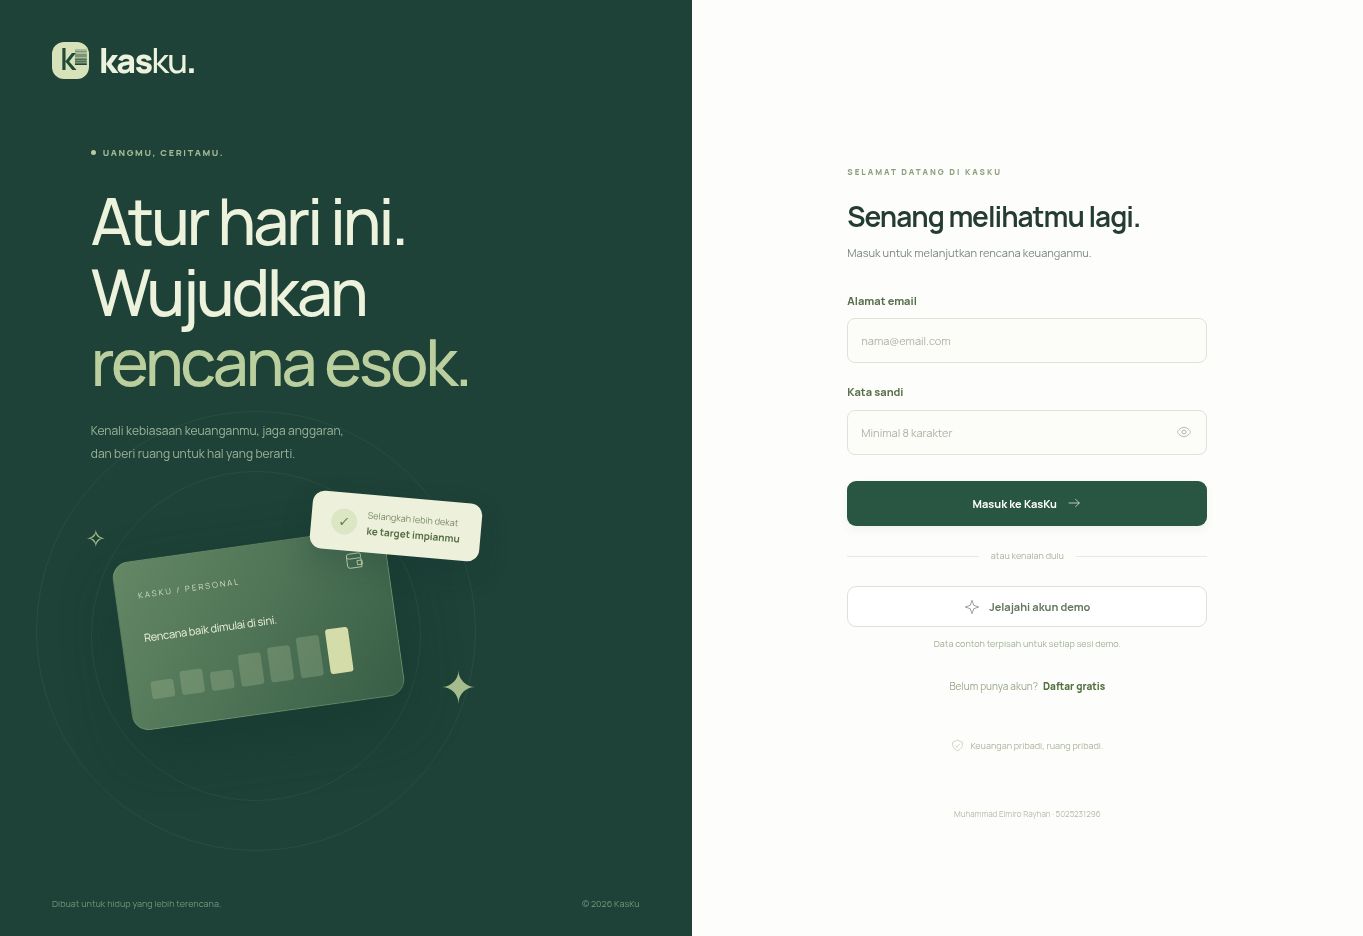 k
kasku.
UANGMU, CERITAMU.
Atur hari ini.
Wujudkan
rencana esok.
Kenali kebiasaan keuanganmu, jaga anggaran,
dan beri ruang untuk hal yang berarti.
Selangkah lebih dekat
ke target impianmu
KASKU / PERSONAL
Rencana baik dimulai di sini.
Dibuat untuk hidup yang lebih terencana.
© 2026 KasKu
SELAMAT DATANG DI KASKU
Senang melihatmu lagi.
Masuk untuk melanjutkan rencana keuanganmu.
Alamat email
nama@email.com
Kata sandi
Minimal 8 karakter
Masuk ke KasKu
atau kenalan dulu
Jelajahi akun demo
Data contoh terpisah untuk setiap sesi demo.
Belum punya akun? Daftar gratis
Keuangan pribadi, ruang pribadi.
Muhammad Elmiro Rayhan · 5025231296